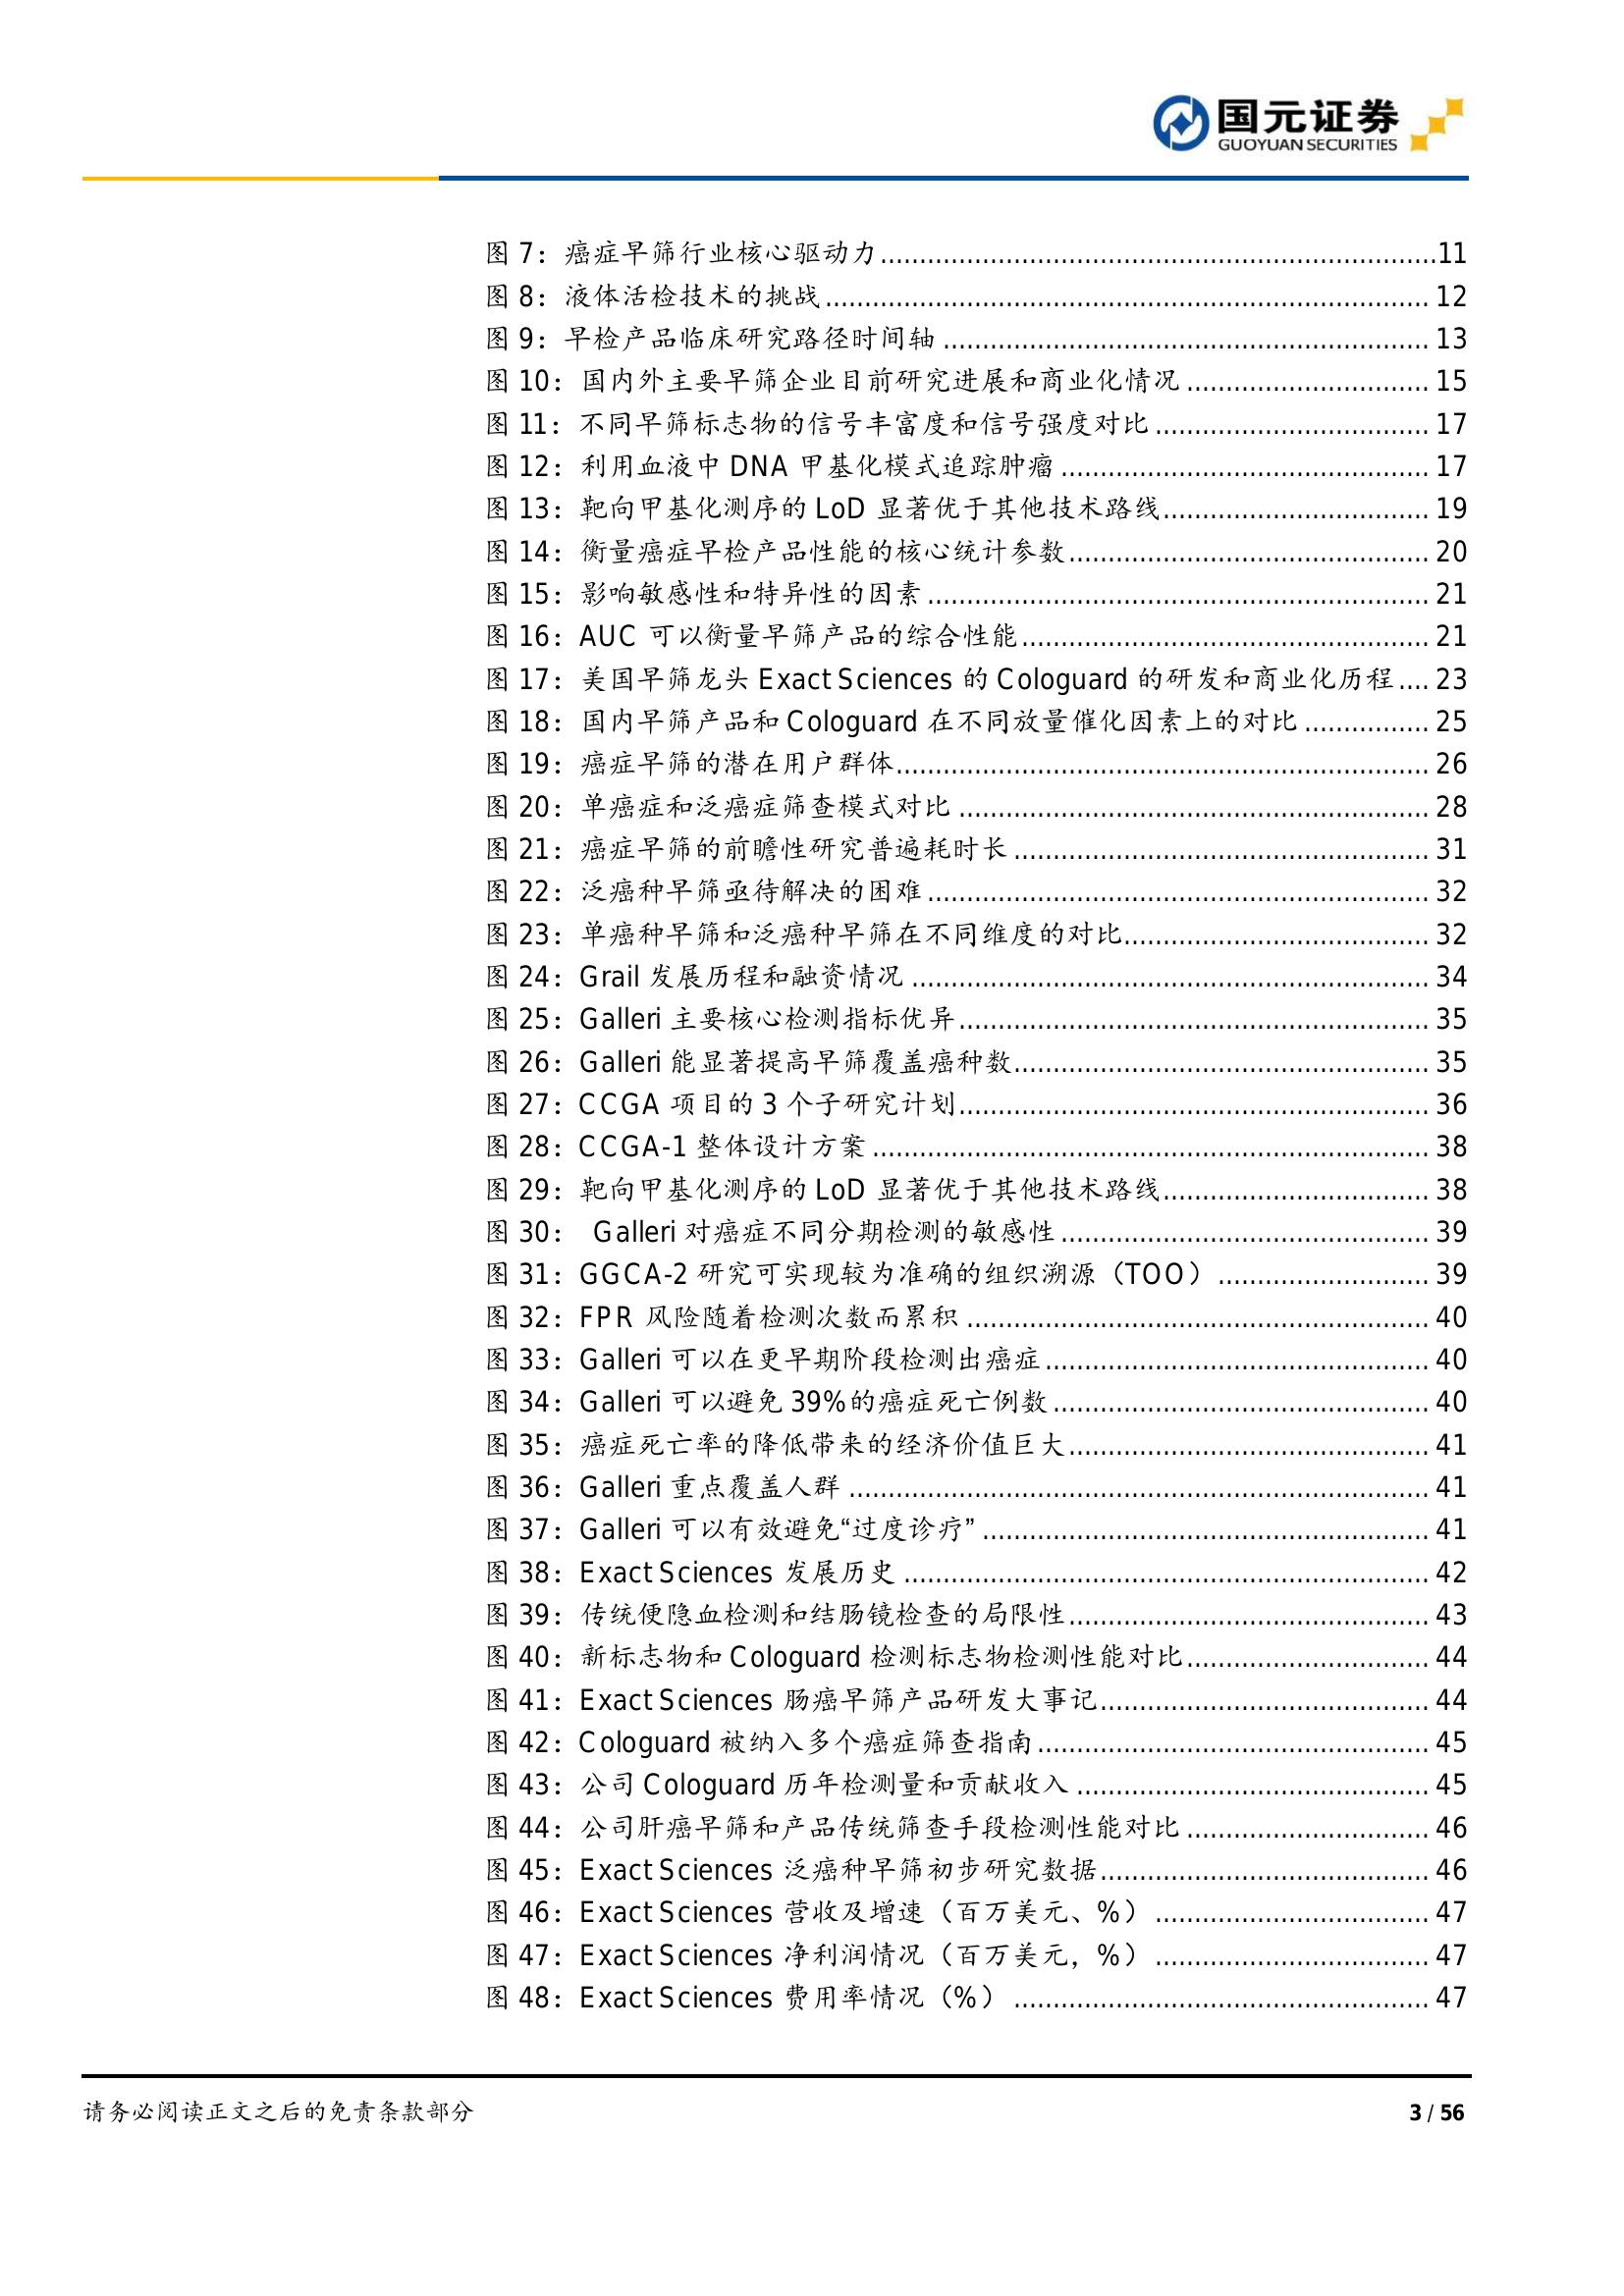 国元证券
GUOYUAN SECURITIES
图 7：癌症早筛行业核心驱动力......................................................................11
图 8：液体活检技术的挑战............................................................................. 12
图 9：早检产品临床研究路径时间轴 .............................................................. 13
图 10：国内外主要早筛企业目前研究进展和商业化情况 ............................... 15
图 11：不同早筛标志物的信号丰富度和信号强度对比 ................................... 17
图 12：利用血液中 DNA 甲基化模式追踪肿瘤 ............................................... 17
图 13：靶向甲基化测序的 LoD 显著优于其他技术路线.................................. 19
图 14：衡量癌症早检产品性能的核心统计参数.............................................. 20
图 15：影响敏感性和特异性的因素 ................................................................ 21
图 16：AUC 可以衡量早筛产品的综合性能.................................................... 21
图 17：美国早筛龙头 Exact Sciences 的 Cologuard 的研发和商业化历程.... 23
图 18：国内早筛产品和 Cologuard 在不同放量催化因素上的对比 ................ 25
图 19：癌症早筛的潜在用户群体.................................................................... 26
图 20：单癌症和泛癌症筛查模式对比 ............................................................ 28
图 21：癌症早筛的前瞻性研究普遍耗时长 ..................................................... 31
图 22：泛癌种早筛亟待解决的困难................................................................ 32
图 23：单癌种早筛和泛癌种早筛在不同维度的对比....................................... 32
图 24：Grail 发展历程和融资情况 .................................................................. 34
图 25：Galleri 主要核心检测指标优异............................................................ 35
图 26：Galleri 能显著提高早筛覆盖癌种数..................................................... 35
图 27：CCGA 项目的 3 个子研究计划............................................................ 36
图 28：CCGA-1 整体设计方案 ....................................................................... 38
图 29：靶向甲基化测序的 LoD 显著优于其他技术路线.................................. 38
图 30： Galleri 对癌症不同分期检测的敏感性 ............................................... 39
图 31：GGCA-2 研究可实现较为准确的组织溯源（TOO） ........................... 39
图 32：FPR 风险随着检测次数而累积 ........................................................... 40
图 33：Galleri 可以在更早期阶段检测出癌症................................................. 40
图 34：Galleri 可以避免 39%的癌症死亡例数 ................................................ 40
图 35：癌症死亡率的降低带来的经济价值巨大.............................................. 41
图 36：Galleri 重点覆盖人群 .......................................................................... 41
图 37：Galleri 可以有效避免“过度诊疗” ......................................................... 41
图 38：Exact Sciences 发展历史 ................................................................... 42
图 39：传统便隐血检测和结肠镜检查的局限性.............................................. 43
图 40：新标志物和 Cologuard 检测标志物检测性能对比............................... 44
图 41：Exact Sciences 肠癌早筛产品研发大事记.......................................... 44
图 42：Cologuard 被纳入多个癌症筛查指南.................................................. 45
图 43：公司 Cologuard 历年检测量和贡献收入 ............................................. 45
图 44：公司肝癌早筛和产品传统筛查手段检测性能对比 ............................... 46
图 45：Exact Sciences 泛癌种早筛初步研究数据.......................................... 46
图 46：Exact Sciences 营收及增速（百万美元、%） ................................... 47
图 47：Exact Sciences 净利润情况（百万美元，%） ................................... 47
图 48：Exact Sciences 费用率情况（%） ..................................................... 47
请务必阅读正文之后的免责条款部分
3 / 56